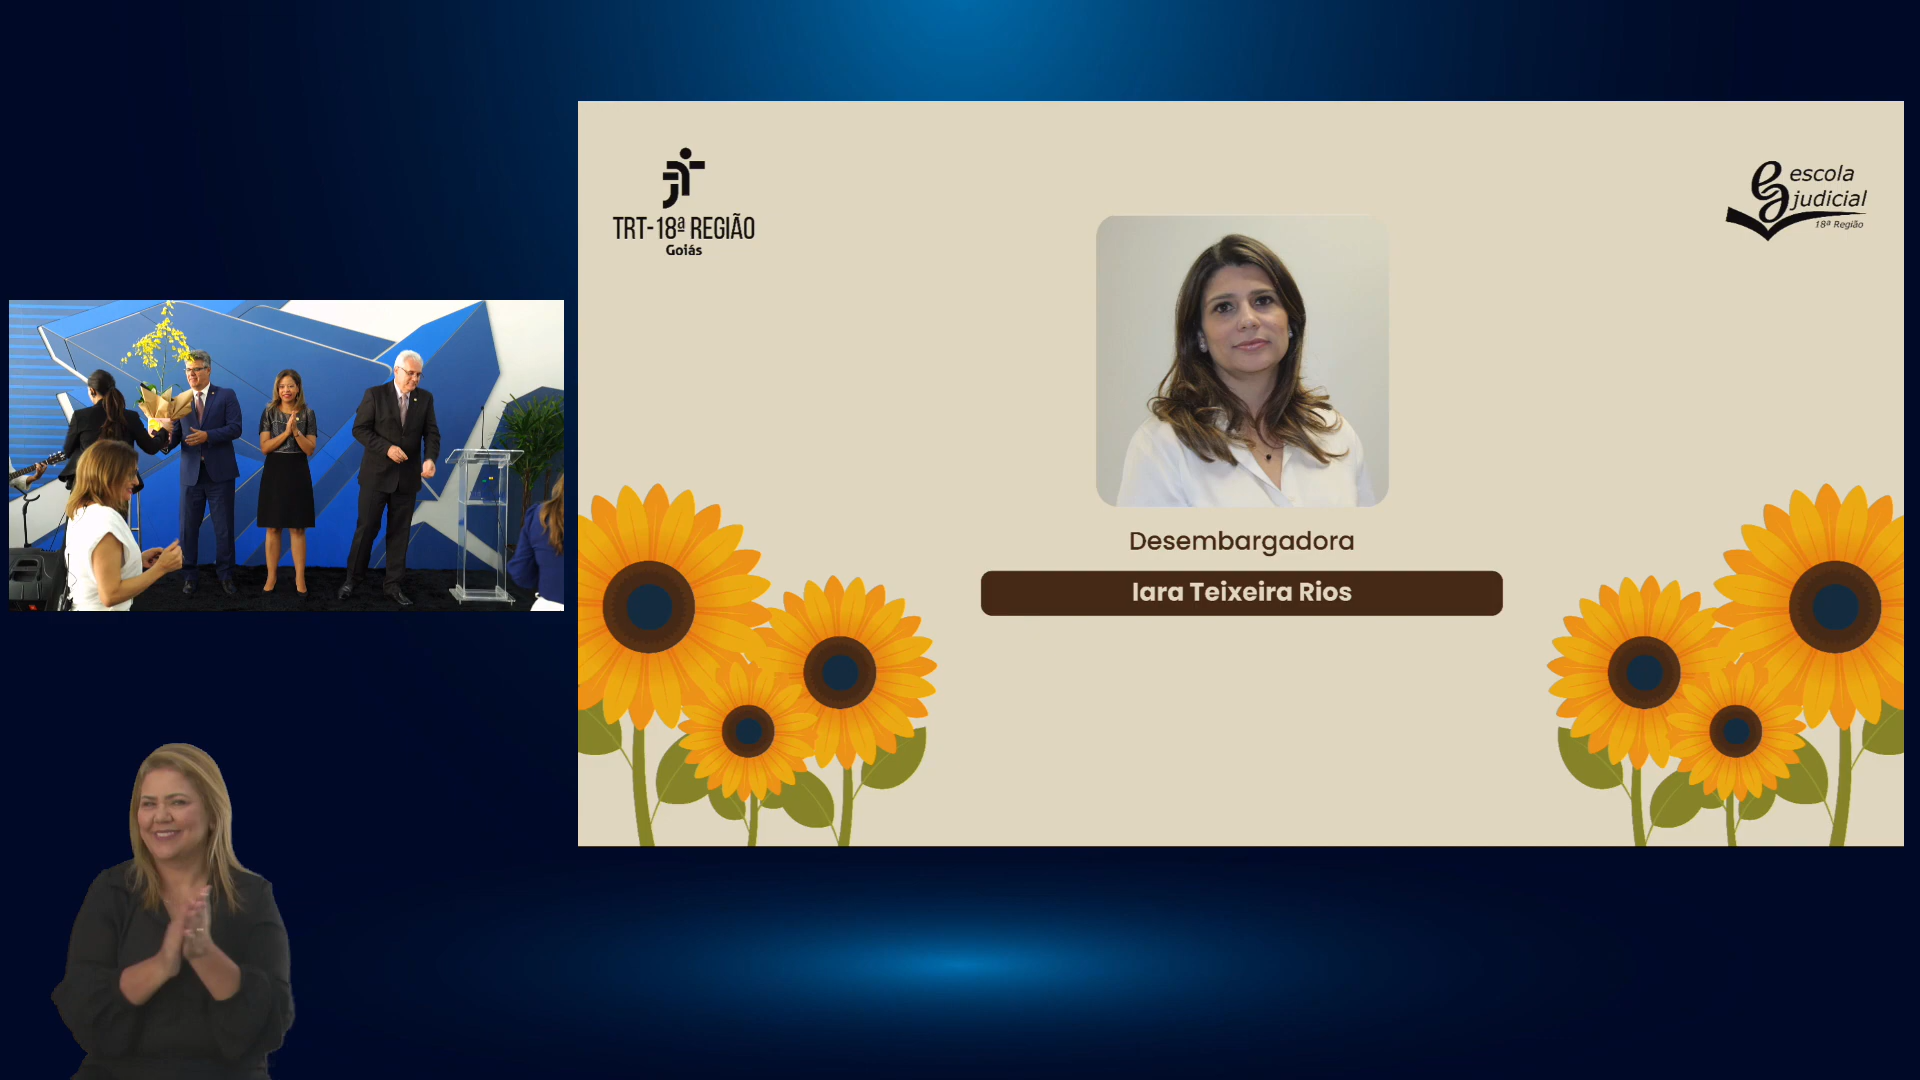 TRT-18ª REGIÃO
Goiás
escola
judicial
18ª Região
Desembargadora
Iara Teixeira Rios